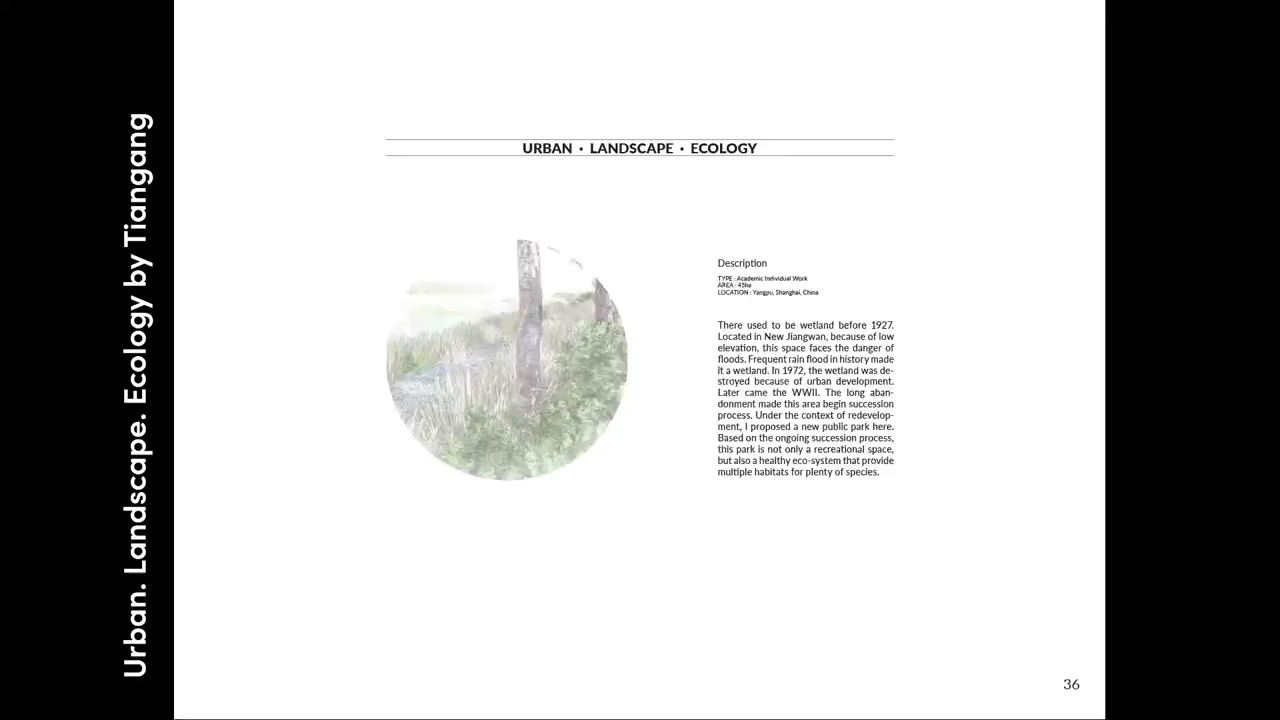 Urban. Landscape. Ecology by Tiangang
URBAN • LANDSCAPE • ECOLOGY
Description
TYPE : Academic Individual Work
AREA : 45ha
LOCATION : Yangpu, Shanghai, China
There used to be wetland before 1927.
Located in New Jiangwan, because of low
elevation, this space faces the danger of
floods. Frequent rain flood in history made
it a wetland. In 1972, the wetland was de-
stroyed because of urban development.
Later came the WWII. The long aban-
donment made this area begin succession
process. Under the context of redevelop-
ment, I proposed a new public park here.
Based on the ongoing succession process,
this park is not only a recreational space,
but also a healthy eco-system that provide
multiple habitats for plenty of species.
36